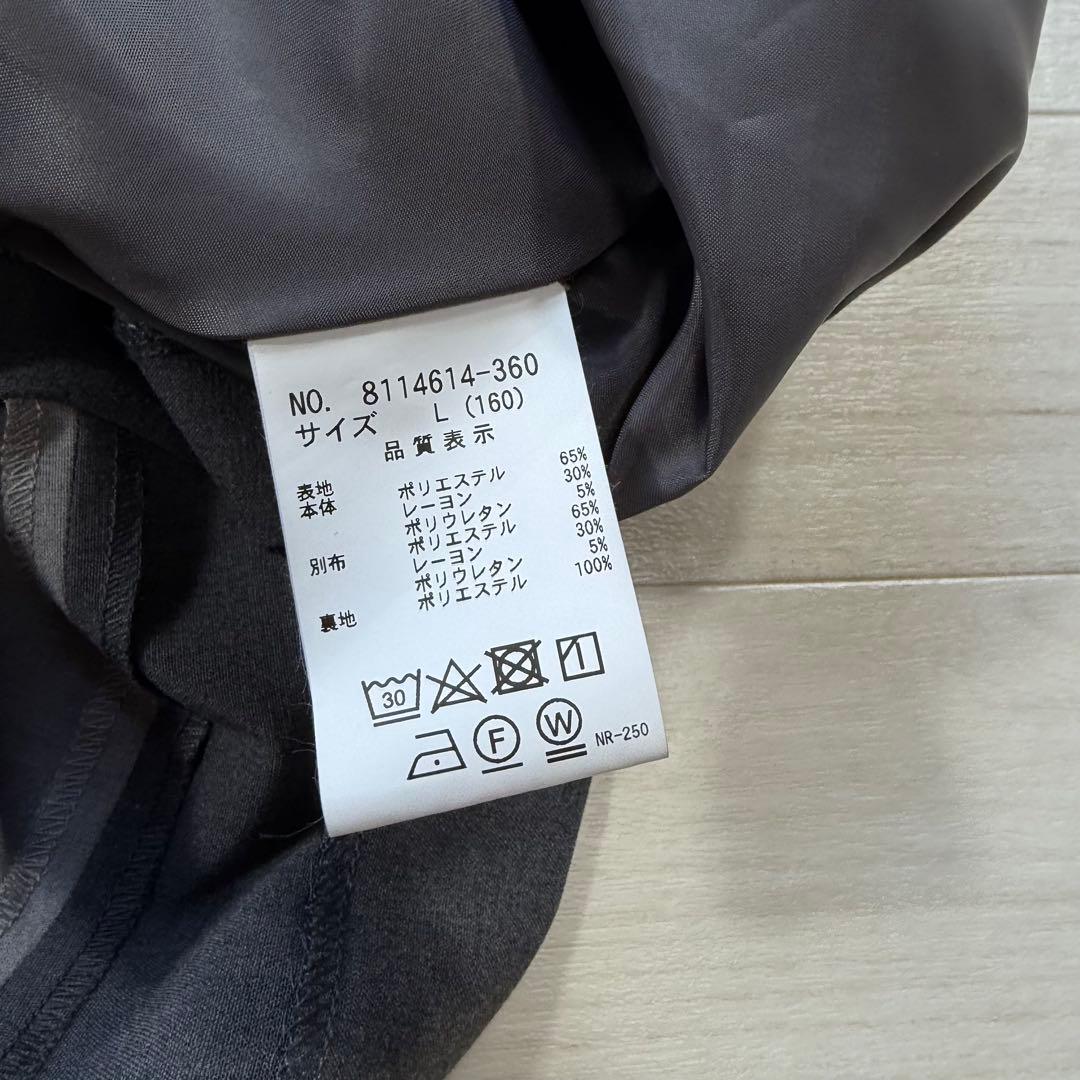 NO. 8114614-360
サイズ L (160)
品質表示
表地 ポリエステル 65%
本体 レーヨン 30%
ポリウレタン 5%
別布 ポリエステル 65%
レーヨン 30%
ポリウレタン 5%
裏地 ポリエステル 100%
30
F W NR-250